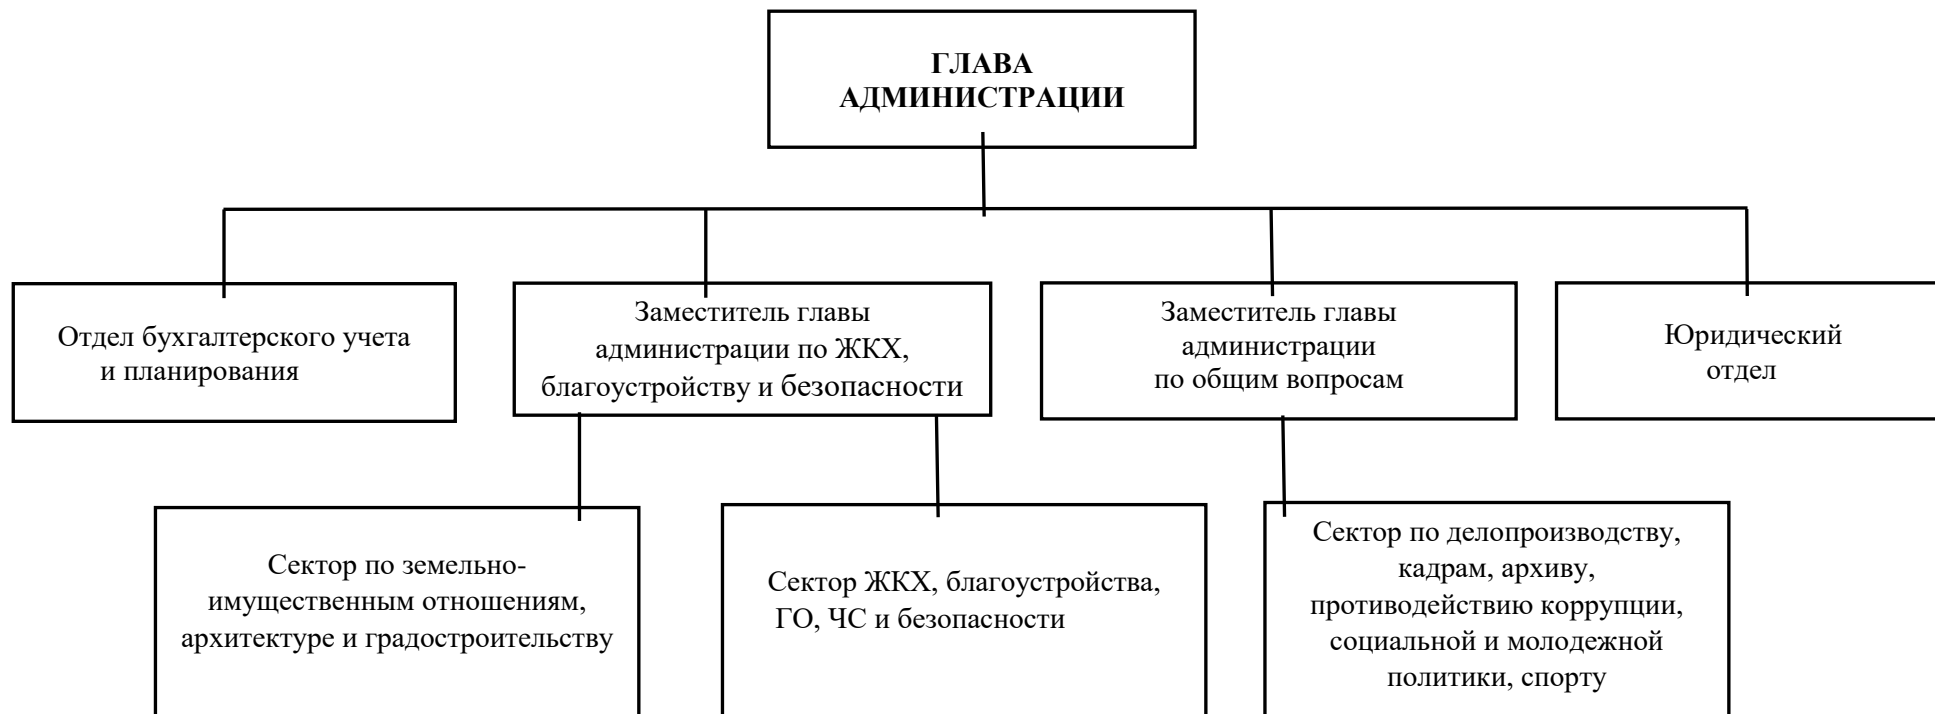 ГЛАВА
АДМИНИСТРАЦИИ
Отдел бухгалтерского учета
и планирования
Заместитель главы
администрации по ЖКХ,
благоустройству и безопасности
Заместитель главы
администрации
по общим вопросам
Юридический
отдел
Сектор по земельно-
имущественным отношениям,
архитектуре и градостроительству
Сектор ЖКХ, благоустройства,
ГО, ЧС и безопасности
Сектор по делопроизводству,
кадрам, архиву,
противодействию коррупции,
социальной и молодежной
политики, спорту